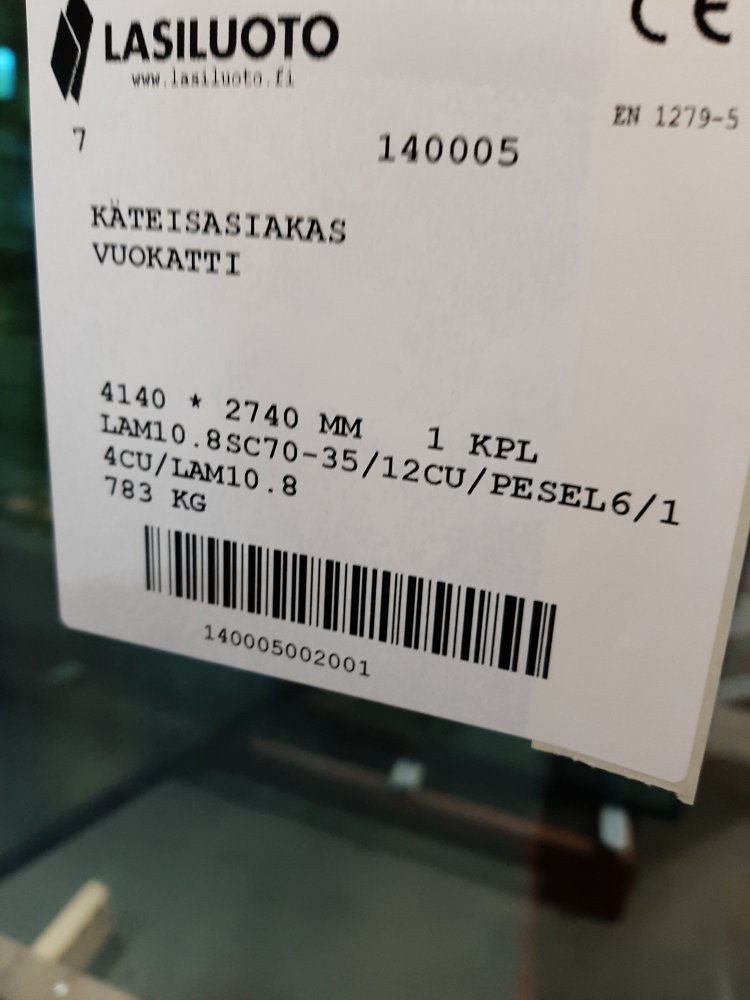 LASILUOTO
www.lasiluoto.fi
CE
EN 1279-5
7 140005
KÄTEISASIAKAS
VUOKATTI
4140 * 2740 MM 1 KPL
LAM10.8SC70-35/12CU/PESEL6/1
4CU/LAM10.8
783 KG
140005002001